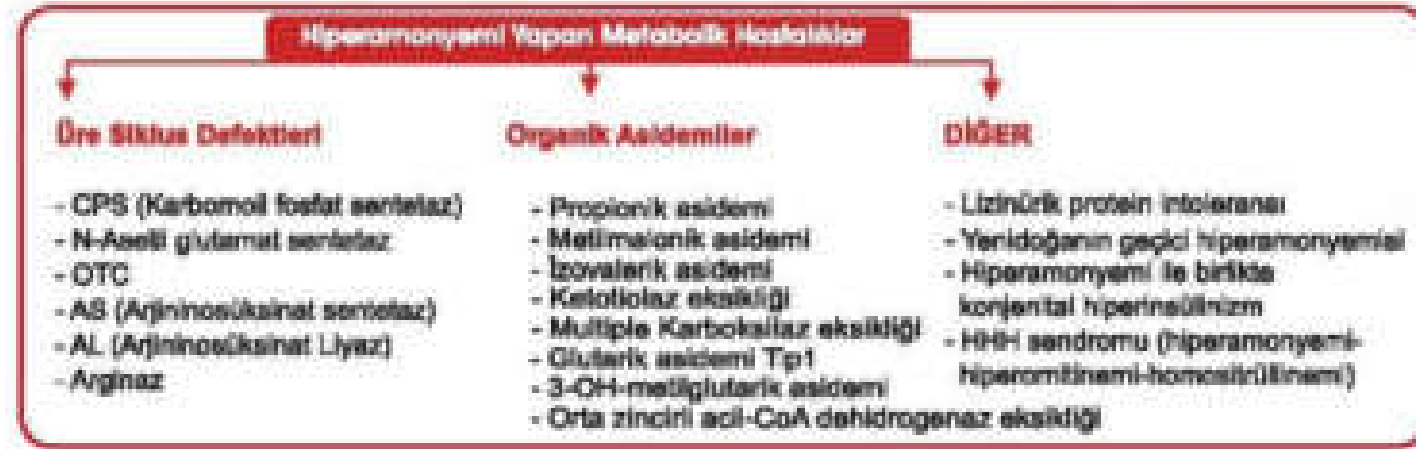 Hiperamonyemi Yapan Metabolik Hastalıklar
Üre Siklus Defektleri
- CPS (Karbomoil fosfat sentetaz)
- N-Asetil glutamat sentetaz
- OTC
- AS (Arjininosüksinat sentetaz)
- AL (Arjininosüksinat Liyaz)
- Arginaz
Organik Asidemiler
- Propionik asidemi
- Metilmalonik asidemi
- İzovalerik asidemi
- Ketotiolaz eksikliği
- Multiple Karboksilaz eksikliği
- Glutarik asidemi Tip1
- 3-OH-metilglutarik asidemi
- Orta zincirli acil-CoA dehidrogenaz eksikliği
DİĞER
- Lizinürik protein intoleransı
- Yenidoğanın geçici hiperamonyemisi
- Hiperamonyemi ile birlikte
konjenital hiperinsülinizm
- HHH sendromu (hiperamonyemi-
hiperornitinemi-homositrüllinemi)